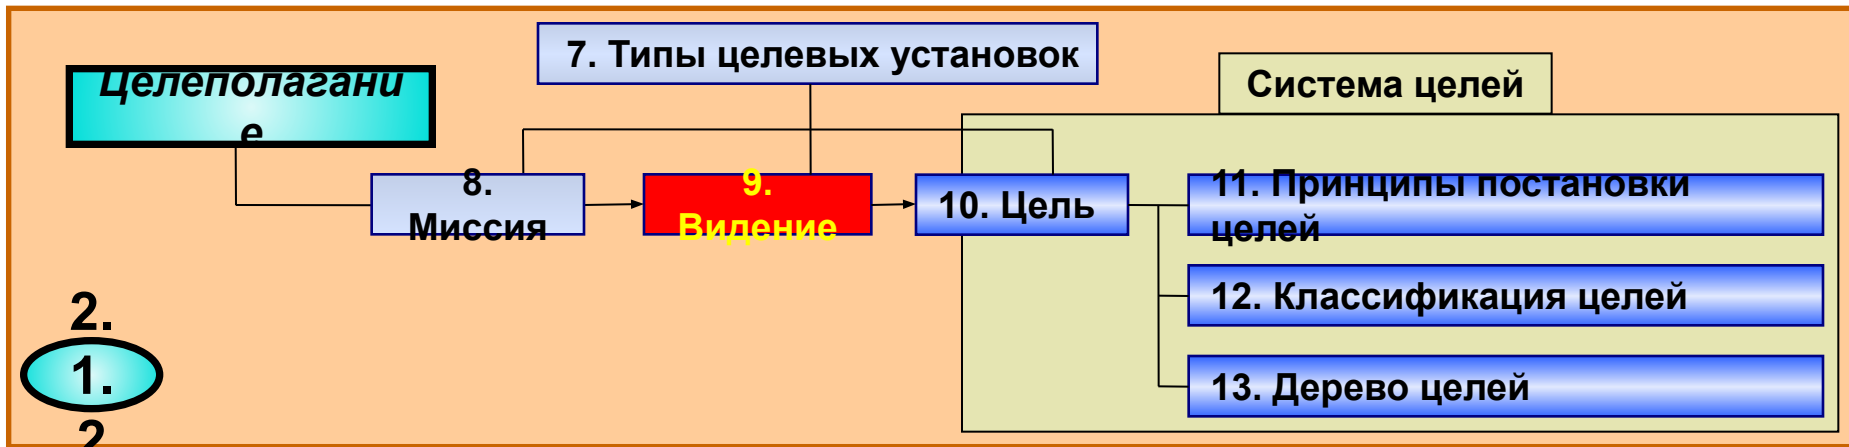 7. Типы целевых установок
Целеполагани
е
Система целей
8.
Миссия
9.
Видение
10. Цель
11. Принципы постановки
целей
12. Классификация целей
13. Дерево целей
2.
1.
2